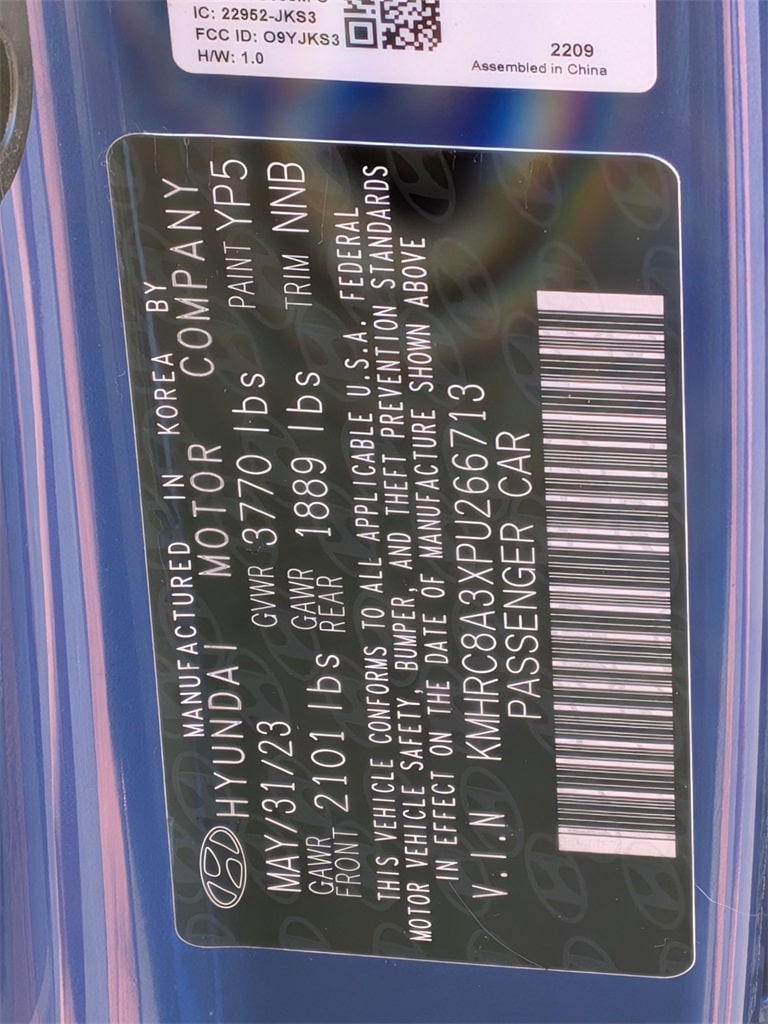 IC: 22952-JKS3
FCC ID: O9YJKS3
H/W: 1.0
2209
Assembled in China
MANUFACTURED IN KOREA BY
HYUNDAI MOTOR COMPANY
MAY/31/23 GVWR 3770 lbs PAINT YP5
GAWR FRONT 2101 lbs GAWR REAR 1889 lbs TRIM NNB
THIS VEHICLE CONFORMS TO ALL APPLICABLE U.S.A. FEDERAL
MOTOR VEHICLE SAFETY, BUMPER, AND THEFT PREVENTION STANDARDS
IN EFFECT ON THE DATE OF MANUFACTURE SHOWN ABOVE
V.I.N KMHRC8A3XPU266713
PASSENGER CAR